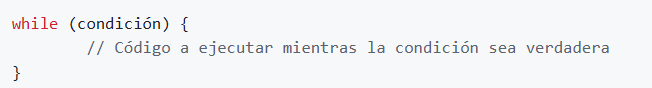 while (condición) {
// Código a ejecutar mientras la condición sea verdadera
}